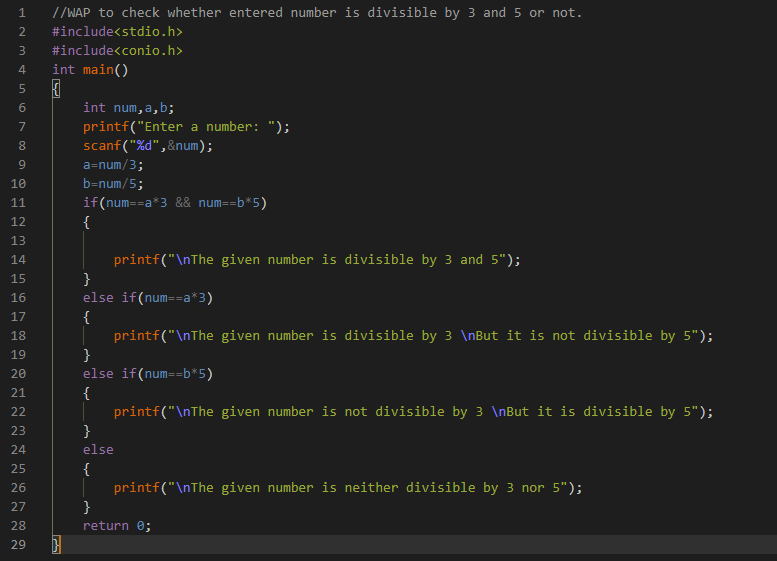 1 //WAP to check whether entered number is divisible by 3 and 5 or not.
2 #include<stdio.h>
3 #include<conio.h>
4 int main()
5 {
6 int num,a,b;
7 printf("Enter a number: ");
8 scanf("%d",&num);
9 a=num/3;
10 b=num/5;
11 if(num==a*3 && num==b*5)
12 {
13
14 printf("\nThe given number is divisible by 3 and 5");
15 }
16 else if(num==a*3)
17 {
18 printf("\nThe given number is divisible by 3 \nBut it is not divisible by 5");
19 }
20 else if(num==b*5)
21 {
22 printf("\nThe given number is not divisible by 3 \nBut it is divisible by 5");
23 }
24 else
25 {
26 printf("\nThe given number is neither divisible by 3 nor 5");
27 }
28 return 0;
29 }